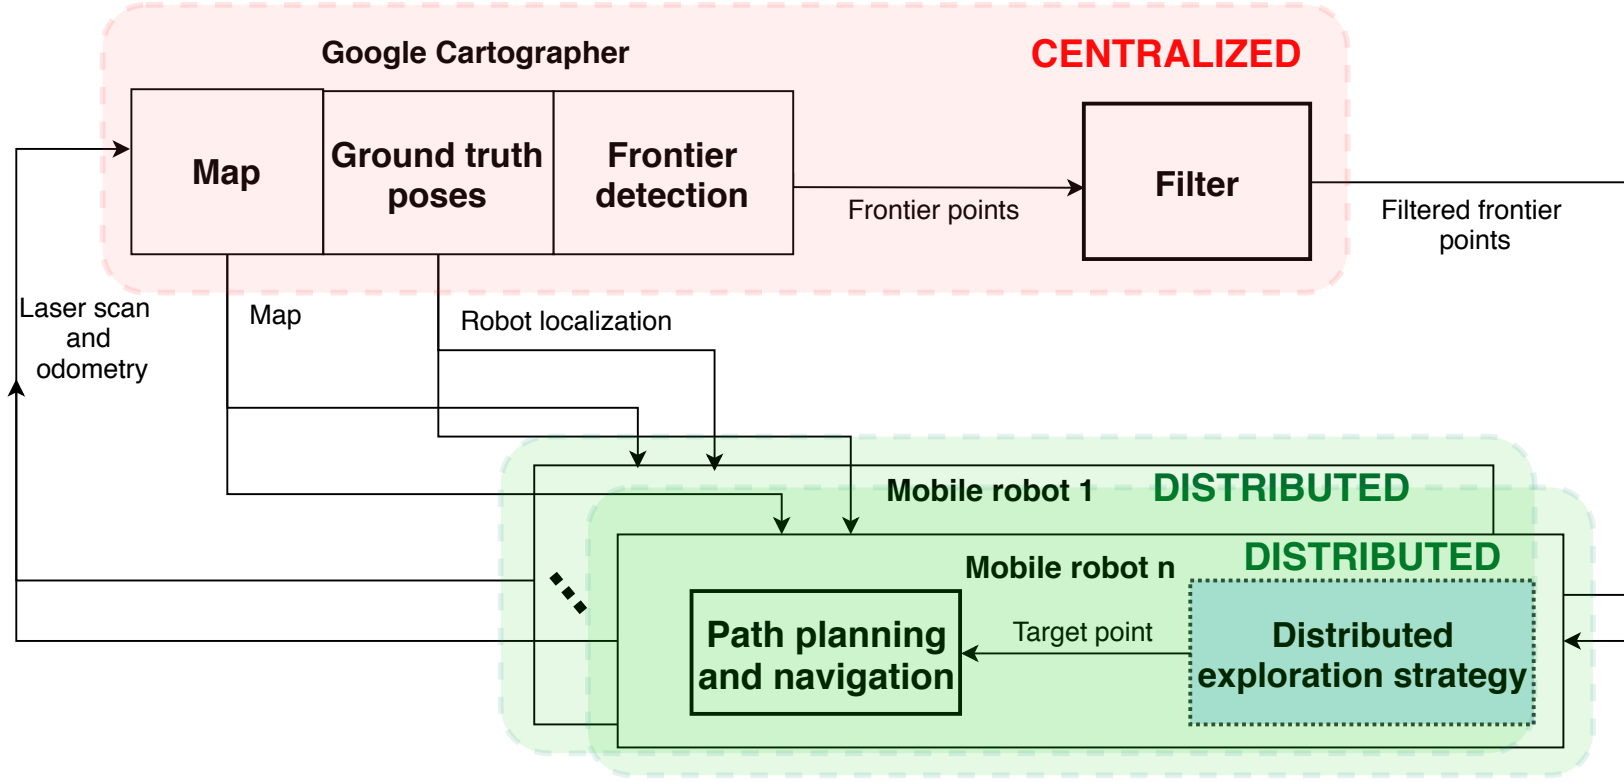 Google Cartographer
CENTRALIZED
Map
Ground truth
poses
Frontier
detection
Frontier points
Filter
Filtered frontier
points
Laser scan
and
odometry
Map
Robot localization
Mobile robot 1
DISTRIBUTED
DISTRIBUTED
Mobile robot n
Path planning
and navigation
Target point
Distributed
exploration strategy